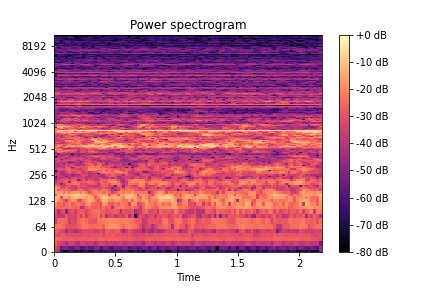 Power spectrogram
Hz
8192
4096
2048
1024
512
256
128
64
0
0
0.5
1
1.5
2
Time
+0 dB
-10 dB
-20 dB
-30 dB
-40 dB
-50 dB
-60 dB
-70 dB
-80 dB